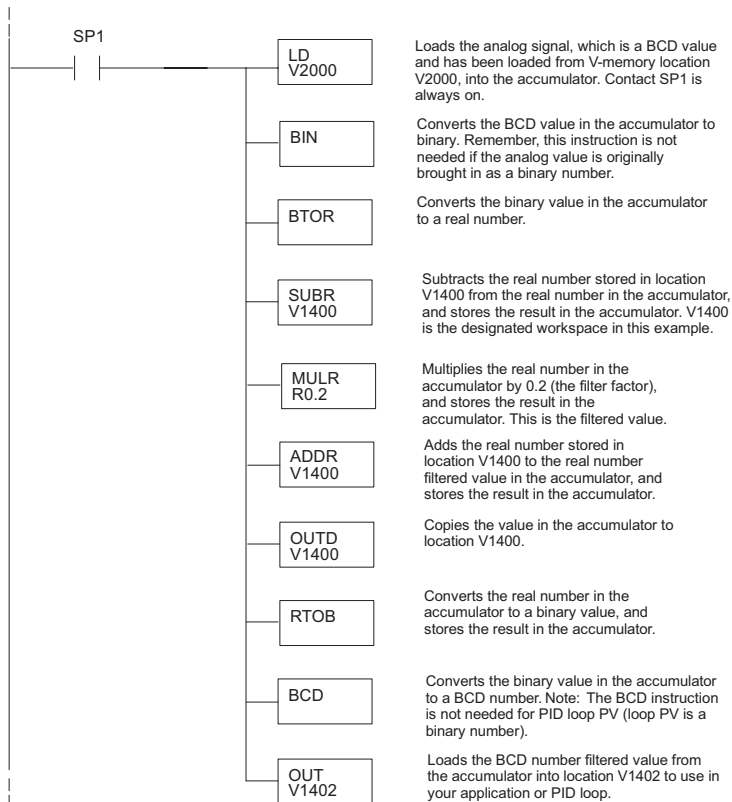 SP1
LD
V2000
Loads the analog signal, which is a BCD value
and has been loaded from V-memory location
V2000, into the accumulator. Contact SP1 is
always on.
BIN
Converts the BCD value in the accumulator to
binary. Remember, this instruction is not
needed if the analog value is originally
brought in as a binary number.
BTOR
Converts the binary value in the accumulator
to a real number.
SUBR
V1400
Subtracts the real number stored in location
V1400 from the real number in the accumulator,
and stores the result in the accumulator. V1400
is the designated workspace in this example.
MULR
R0.2
Multiplies the real number in the
accumulator by 0.2 (the filter factor),
and stores the result in the
accumulator. This is the filtered value.
ADDR
V1400
Adds the real number stored in
location V1400 to the real number
filtered value in the accumulator, and
stores the result in the accumulator.
OUTD
V1400
Copies the value in the accumulator to
location V1400.
RTOB
Converts the real number in the
accumulator to a binary value, and
stores the result in the accumulator.
BCD
Converts the binary value in the accumulator
to a BCD number. Note: The BCD instruction
is not needed for PID loop PV (loop PV is a
binary number).
OUT
V1402
Loads the BCD number filtered value from
the accumulator into location V1402 to use in
your application or PID loop.